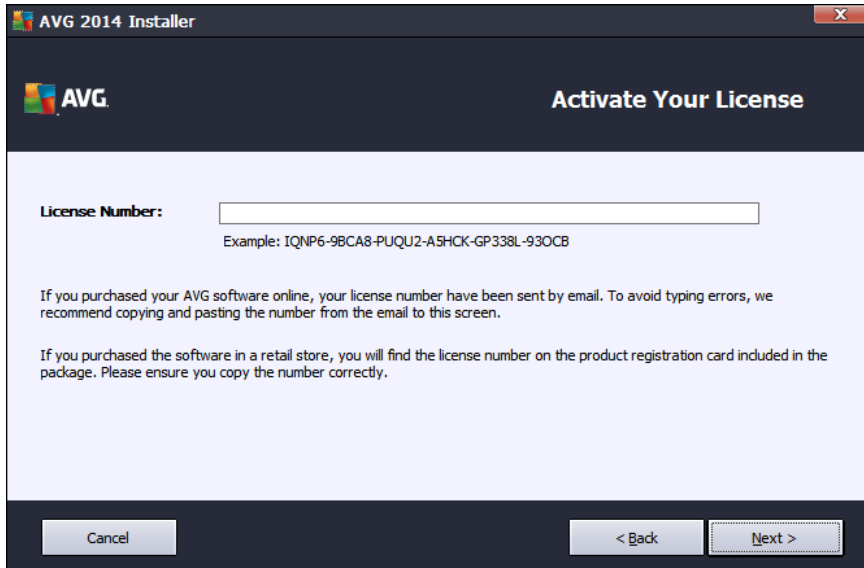 AVG 2014 Installer
AVG.
Activate Your License
License Number:
Example: IQNP6-9BCA8-PUQU2-A5HCK-GP338L-93OCB
If you purchased your AVG software online, your license number have been sent by email. To avoid typing errors, we
recommend copying and pasting the number from the email to this screen.
If you purchased the software in a retail store, you will find the license number on the product registration card included in the
package. Please ensure you copy the number correctly.
Cancel
< Back
Next >